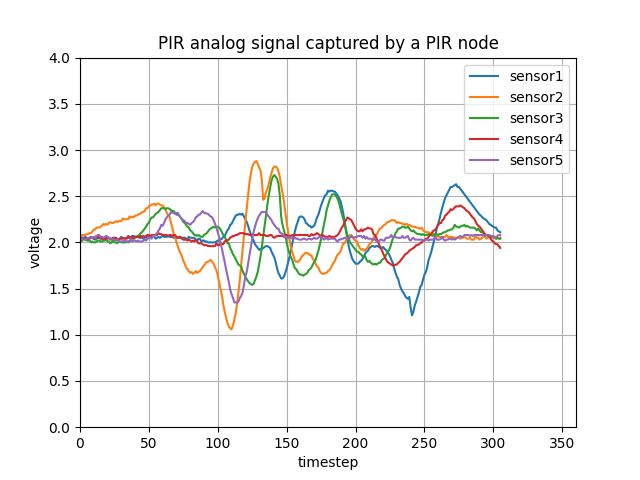 PIR analog signal captured by a PIR node
4.0
3.5
3.0
2.5
2.0
1.5
1.0
0.5
0.0
voltage
sensor1
sensor2
sensor3
sensor4
sensor5
0 50 100 150 200 250 300 350
timestep